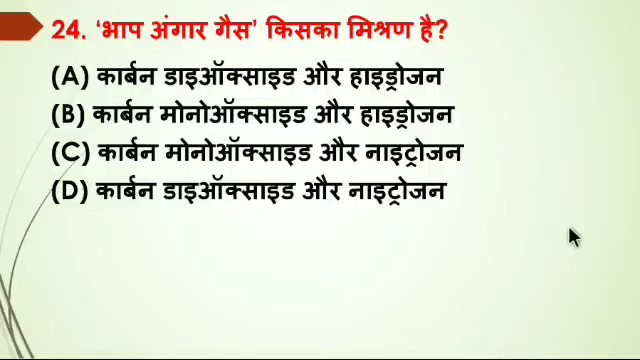 24. ‘भाप अंगार गैस’ किसका मिश्रण है?
(A) कार्बन डाइऑक्साइड और हाइड्रोजन
(B) कार्बन मोनोऑक्साइड और हाइड्रोजन
(C) कार्बन मोनोऑक्साइड और नाइट्रोजन
(D) कार्बन डाइऑक्साइड और नाइट्रोजन